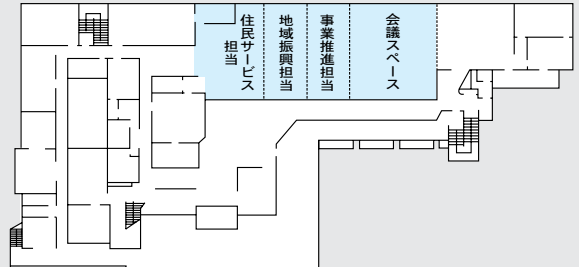 住民サービス
担当
地域振興担当
事業推進担当
会議スペース